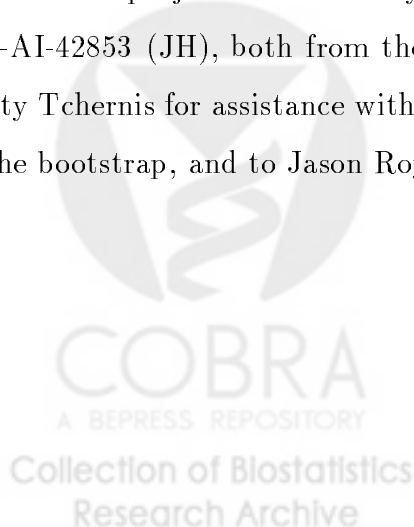 -AI-42853 (JH), both from the
ty Tchernis for assistance with
he bootstrap, and to Jason Roy
COBRA
A BEPRESS REPOSITORY
Collection of Biostatistics
Research Archive